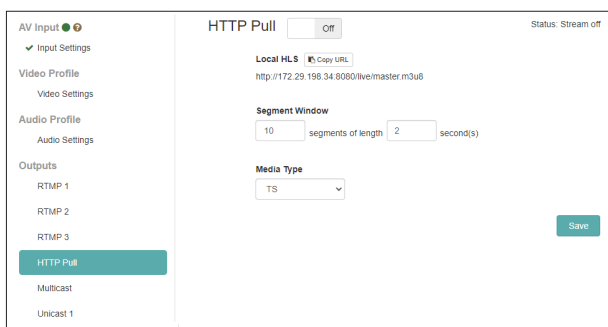 AV Input
Input Settings
Video Profile
Video Settings
Audio Profile
Audio Settings
Outputs
RTMP 1
RTMP 2
RTMP 3
HTTP Pull
Multicast
Unicast 1
HTTP Pull Off
Status: Stream off
Local HLS Copy URL
http://172.29.198.34:8080/live/master.m3u8
Segment Window
10 segments of length 2 second(s)
Media Type
TS
Save